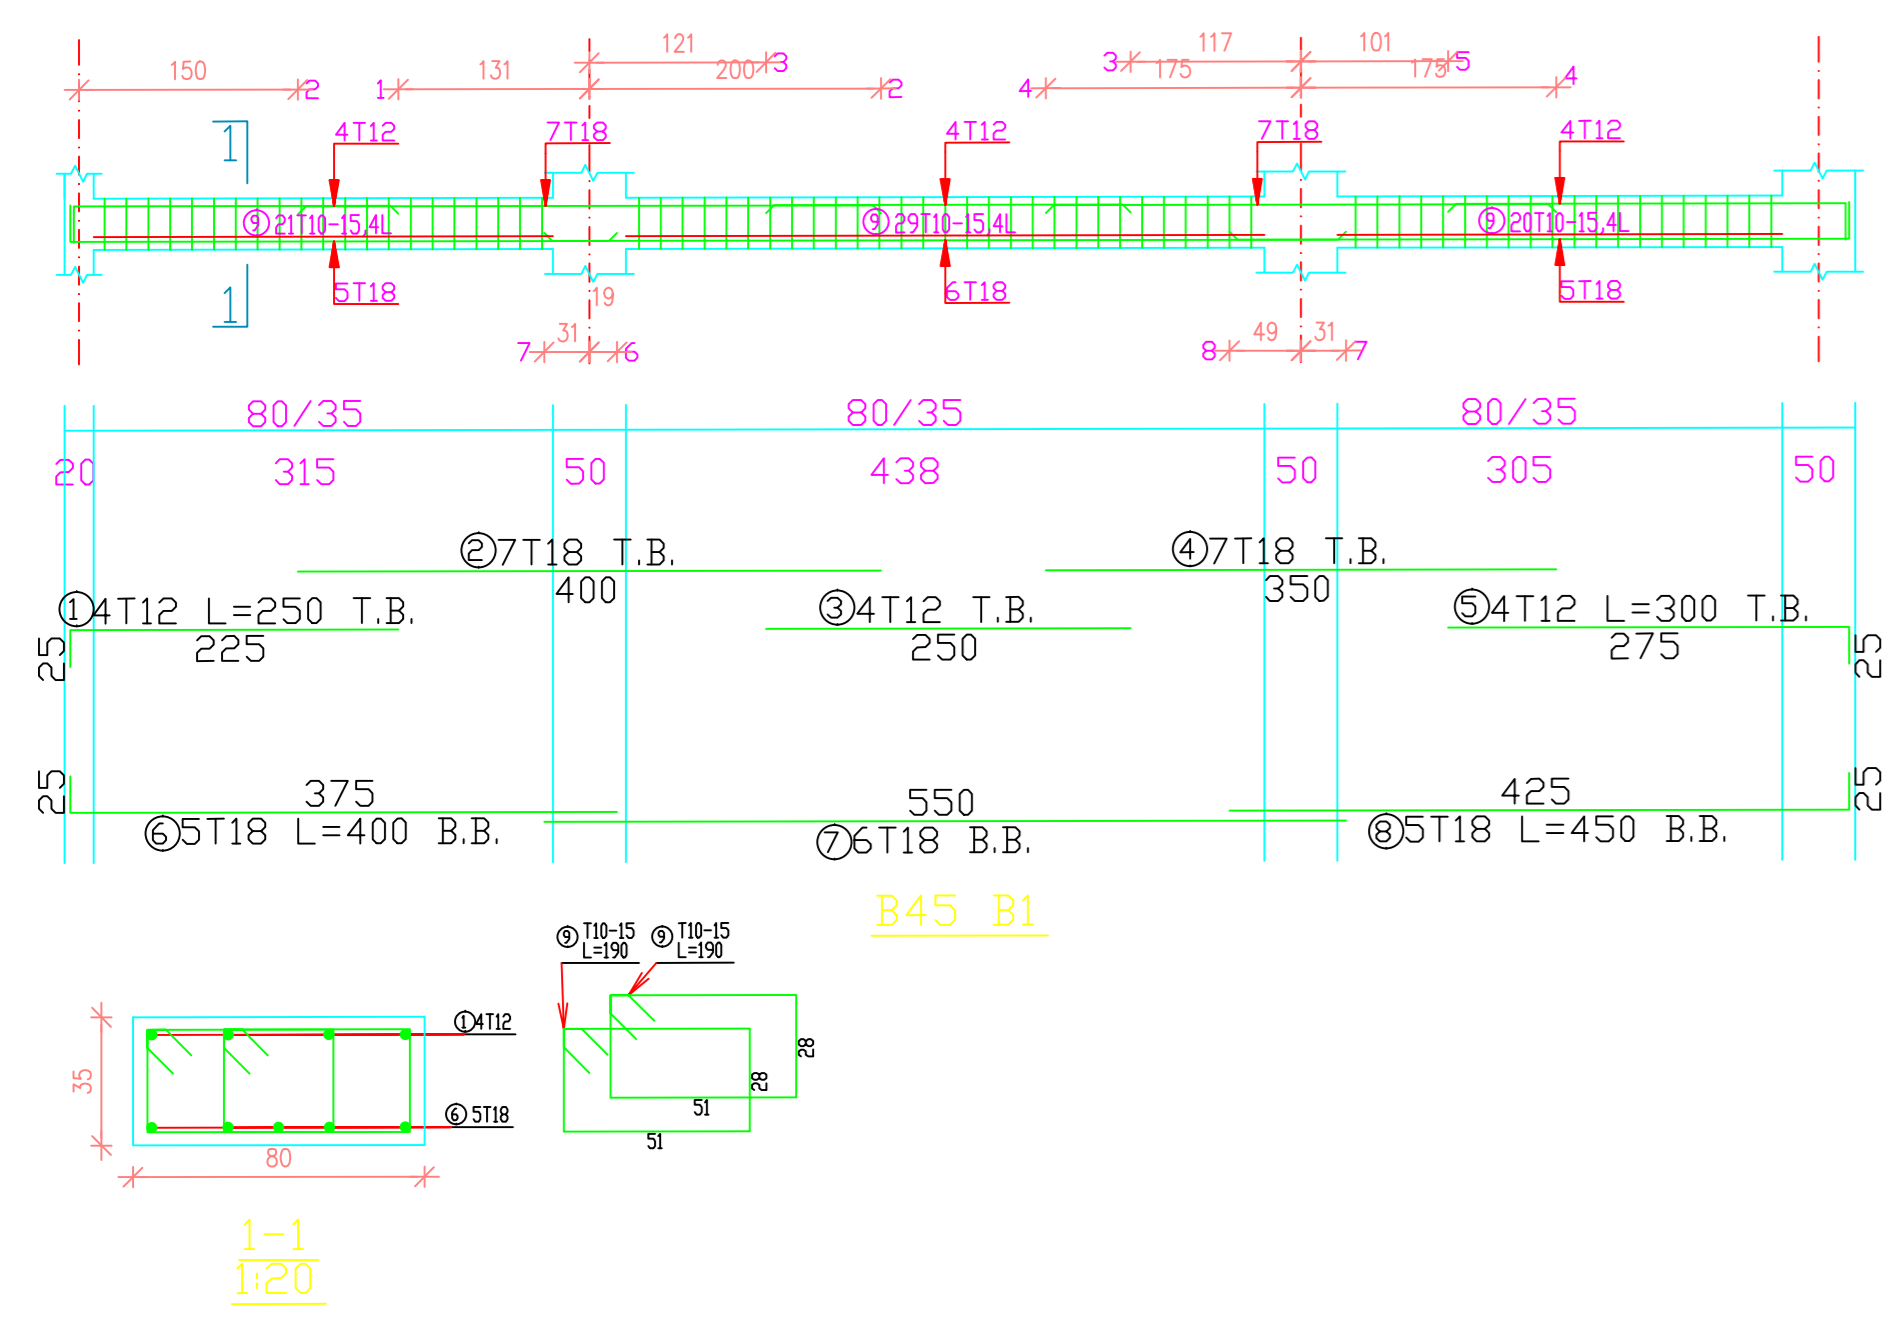 121 117 101
150 2 1 131 200 3 2 3 4 175 175 5 4
1 4T12 7T18 4T12 7T18 4T12
⑨ 21T10-15,4L ⑨ 29T10-15,4L ⑨ 20T10-15,4L
1 5T18 19 6T18 5T18
7 31 6 8 49 31 7
80/35 80/35 80/35
20 315 50 438 50 305 50
②7T18 T.B. ④7T18 T.B.
400 350
①4T12 L=250 T.B. ③4T12 T.B. ⑤4T12 L=300 T.B.
25 225 250 275 25
25 375 550 425 25
⑥5T18 L=400 B.B. ⑦6T18 B.B. ⑧5T18 L=450 B.B.
B45 B1
⑨ T10-15 ⑨ T10-15
L=190 L=190
①4T12
35
28
28
51
⑥ 5T18
51
80
1-1
1:20